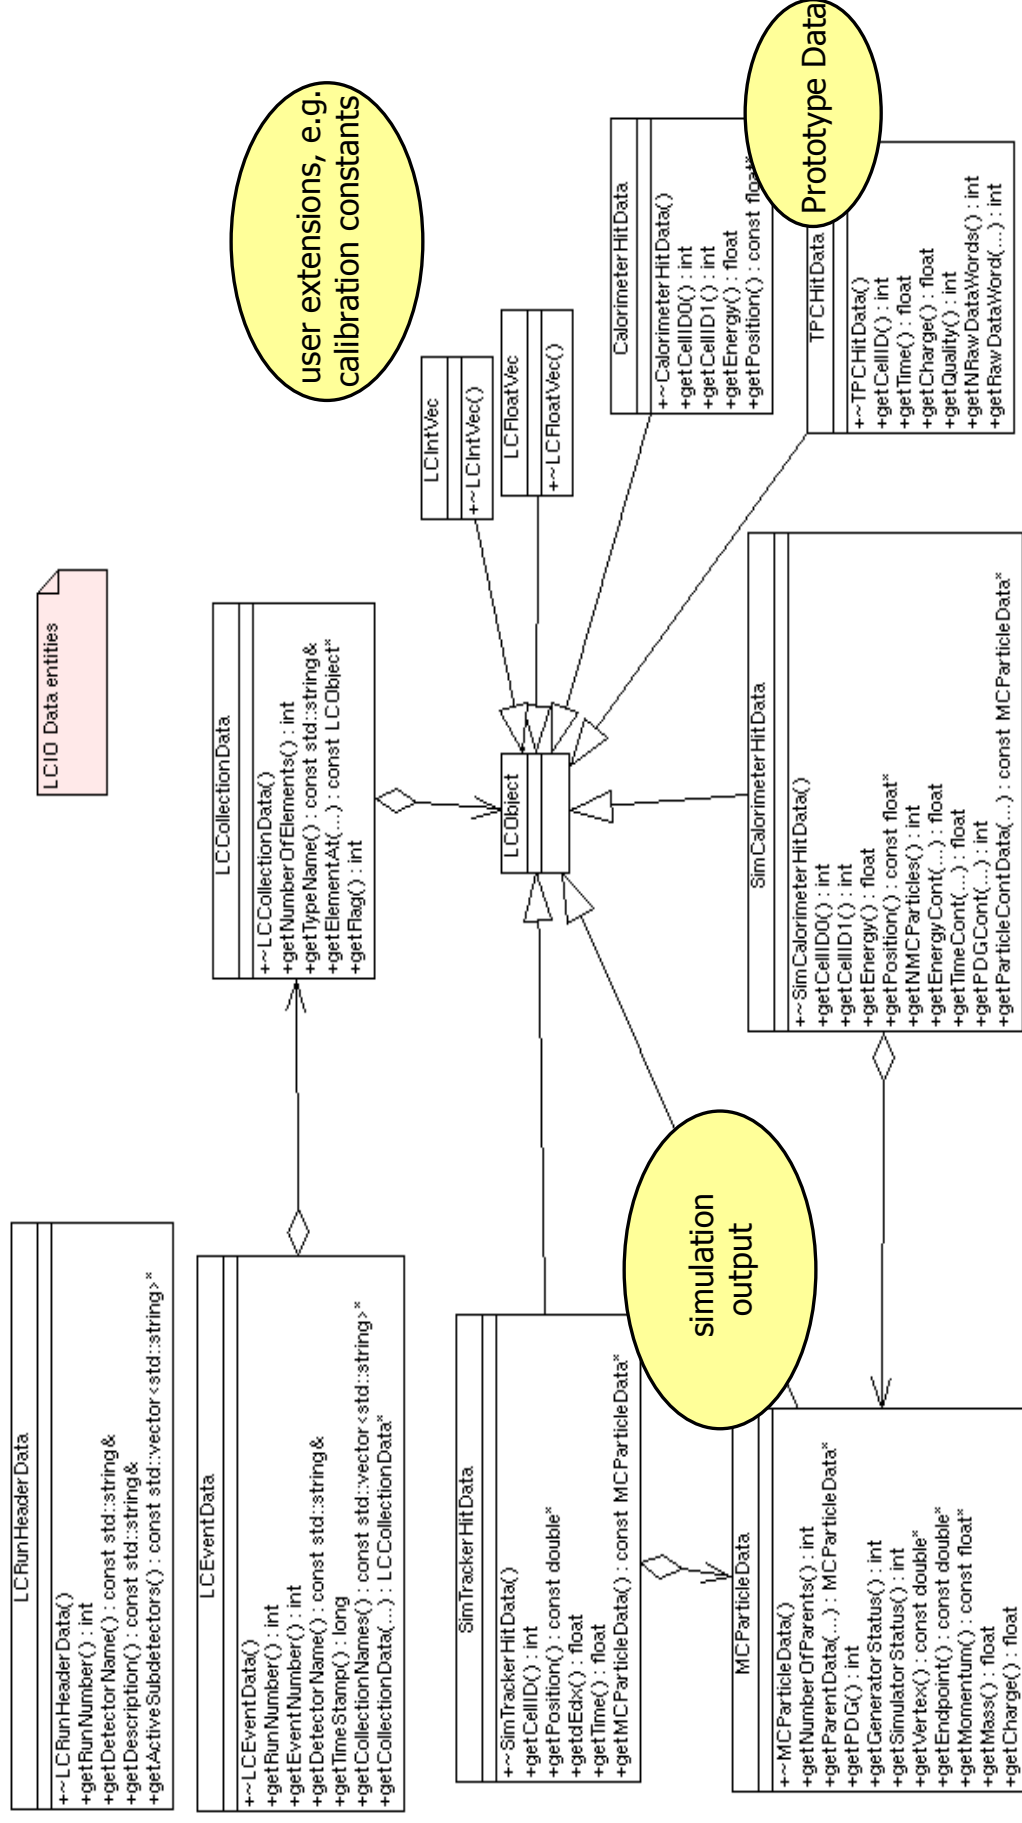 LCIO Data entities
LCRunHeaderData
+~LCRunHeaderData()
+getRunNumber() : int
+getDetectorName() : const std::string&
+getDescription() : const std::string&
+getActiveSubdetectors() : const std::vector<std::string>*
LCEventData
+~LCEventData()
+getRunNumber() : int
+getEventNumber() : int
+getDetectorName() : const std::string&
+getTimeStamp() : long
+getCollectionNames() : const std::vector<std::string>*
+getCollectionData(...) : LCCollectionData*
LCCollectionData
+~LCCollectionData()
+getNumberOfElements() : int
+getTypeName() : const std::string&
+getElementAt(...) : const LCObject*
+getFlag() : int
user extensions, e.g.
calibration constants
LCIntVec
+~LCIntVec()
LCFloatVec
+~LCFloatVec()
LCObject
SimTrackerHitData
+~SimTrackerHitData()
+getCellID() : int
+getPosition() : const double*
+getdEdx() : float
+getTime() : float
+getMCParticleData() : const MCParticleData*
simulation
output
CalorimeterHitData
+~CalorimeterHitData()
+getCellID0() : int
+getCellID1() : int
+getEnergy() : float
+getPosition() : const float*
Prototype Data
TPCHitData
+~TPCHitData()
+getCellID() : int
+getTime() : float
+getCharge() : float
+getQuality() : int
+getNRawDataWords() : int
+getRawDataWord(...) : int
MCParticleData
+~MCParticleData()
+getNumberOfParents() : int
+getParentData(...) : MCParticleData*
+getPDG() : int
+getGeneratorStatus() : int
+getSimulatorStatus() : int
+getVertex() : const double*
+getEndpoint() : const double*
+getMomentum() : const float*
+getMass() : float
+getCharge() : float
SimCalorimeterHitData
+~SimCalorimeterHitData()
+getCellID0() : int
+getCellID1() : int
+getEnergy() : float
+getPosition() : const float*
+getNMCParticles() : int
+getEnergyCont(...) : float
+getTimeCont(...) : float
+getPDGCont(...) : int
+getParticleContData(...) : const MCParticleData*